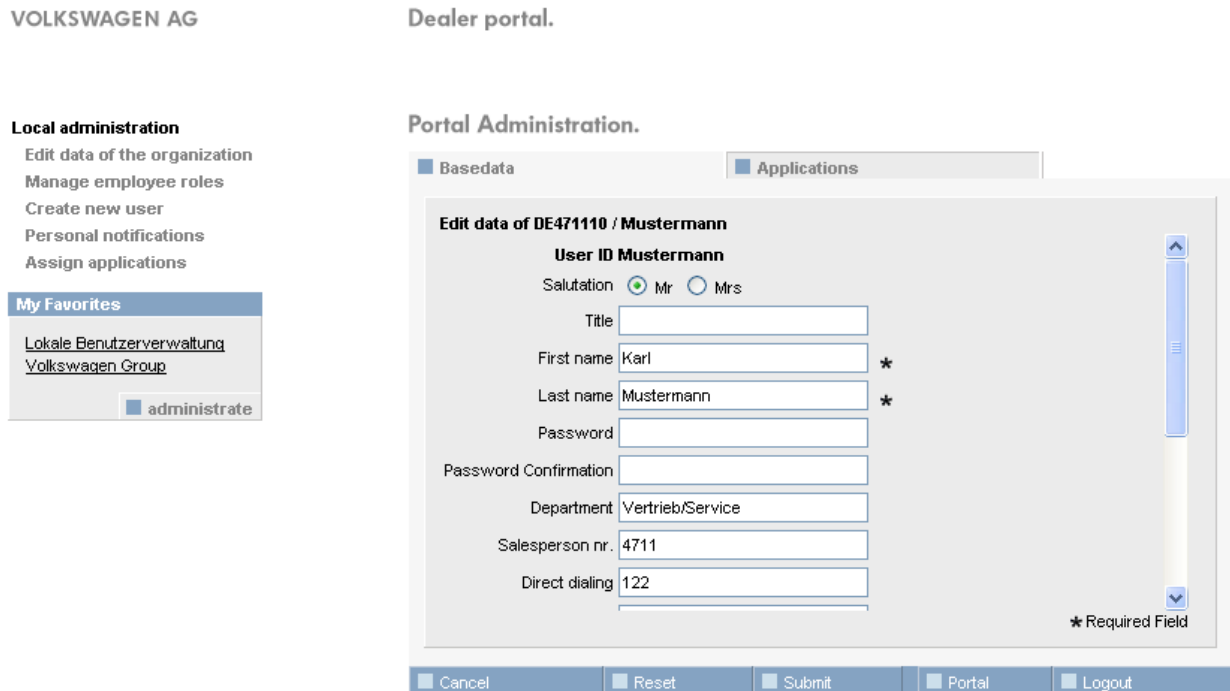 VOLKSWAGEN AG
Dealer portal.
Local administration
Edit data of the organization
Manage employee roles
Create new user
Personal notifications
Assign applications
My Favorites
Lokale Benutzerverwaltung
Volkswagen Group
administrate
Portal Administration.
Basedata Applications
Edit data of DE471110 / Mustermann
User ID Mustermann
Salutation Mr Mrs
Title
First name Karl *
Last name Mustermann *
Password
Password Confirmation
Department Vertrieb/Service
Salesperson nr. 4711
Direct dialing 122
* Required Field
Cancel Reset Submit Portal Logout